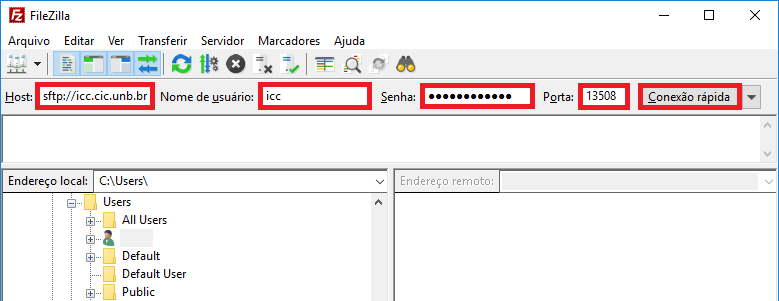 FileZilla
Arquivo Editar Ver Transferir Servidor Marcadores Ajuda
Host: sftp://icc.cic.unb.br Nome de usuário: icc Senha: ●●●●●●●●●●●● Porta: 13508 Conexão rápida
Endereço local: C:\Users\ Endereço remoto:
Users
All Users
Default
Default User
Public